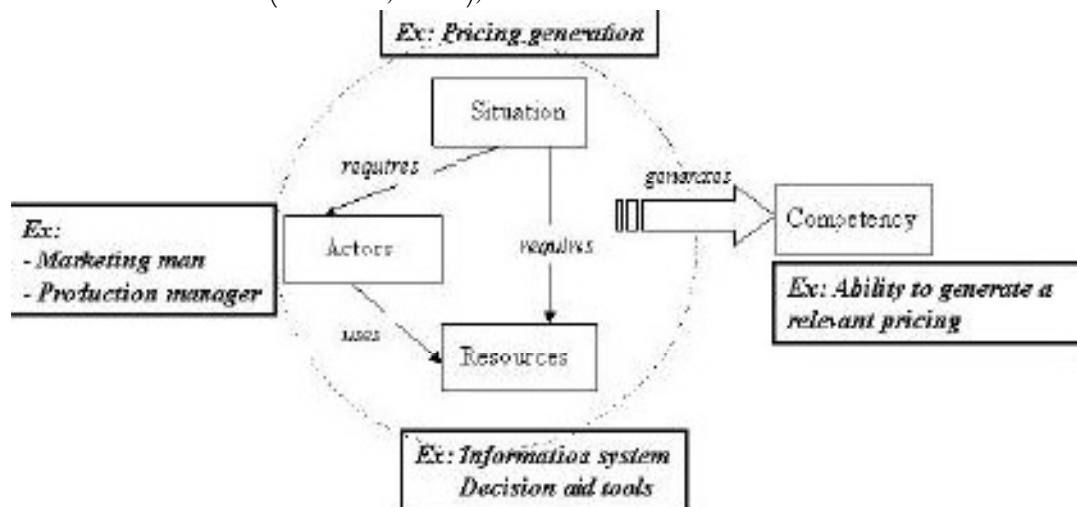 Ex: Pricing generation
Situation
requires
generates
Competency
Ex:
- Marketing man
- Production manager
Actors
requires
Ex: Ability to generate a
relevant pricing
uses
Resources
Ex: Information system
Decision aid tools